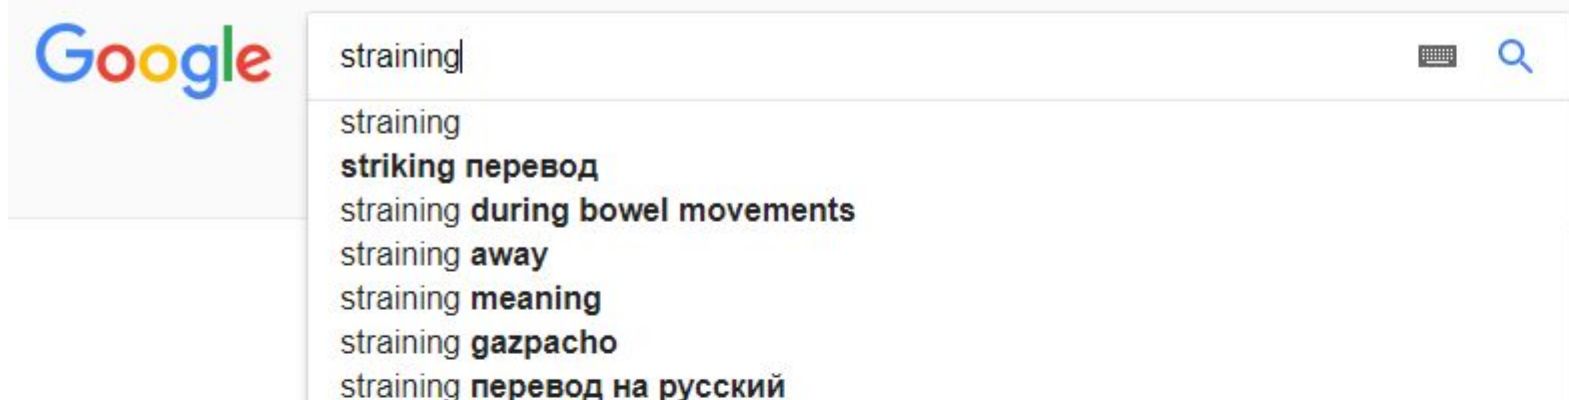 Google
straining
straining
striking перевод
straining during bowel movements
straining away
straining meaning
straining gazpacho
straining перевод на русский